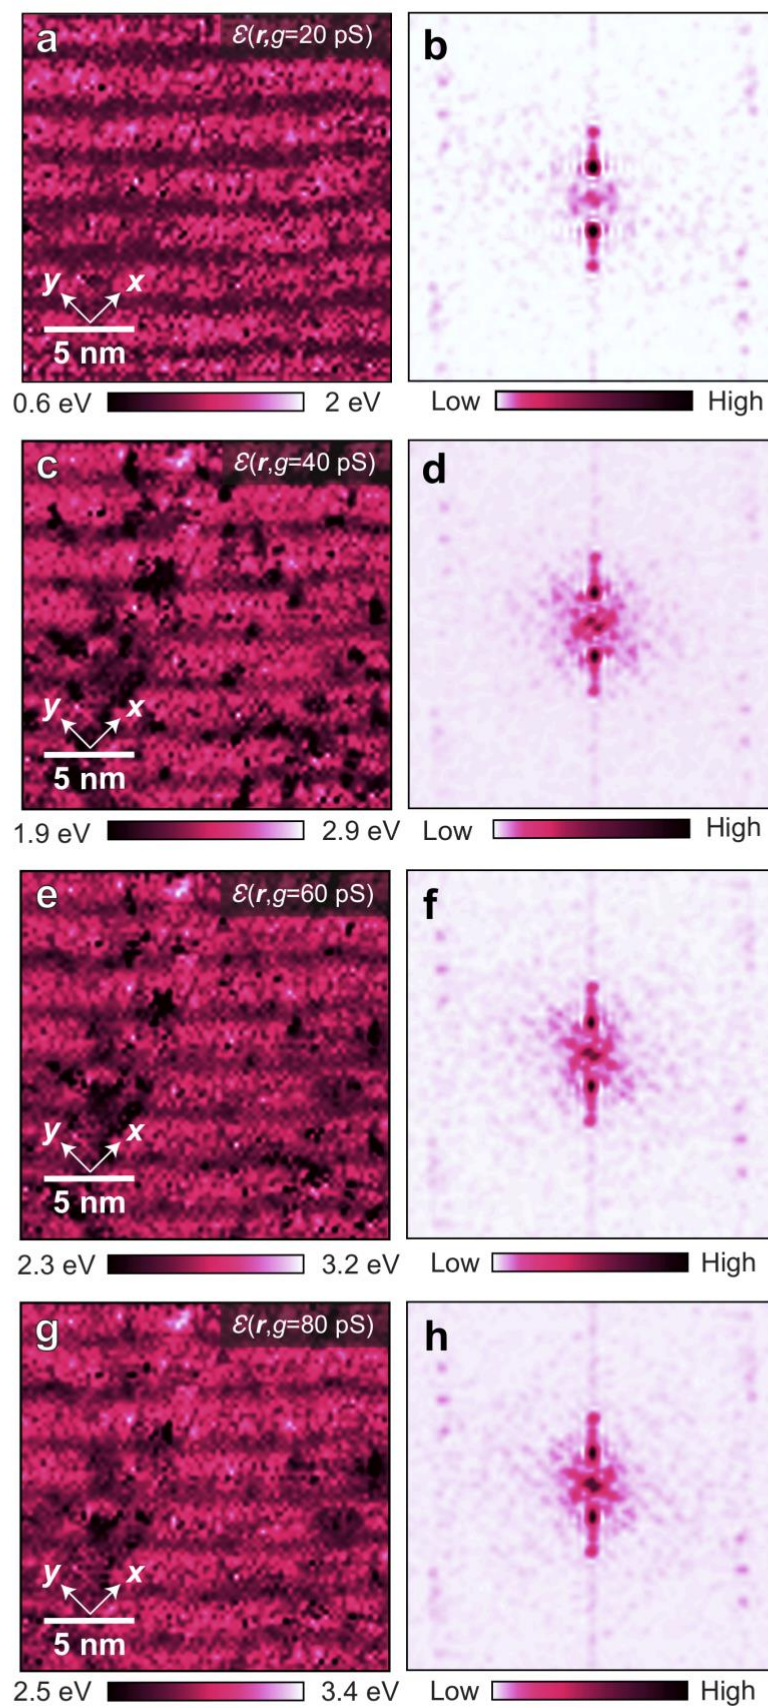 a
ℰ(r,g=20 pS)
y x
5 nm
0.6 eV 2 eV
b
Low High
c
ℰ(r,g=40 pS)
y x
5 nm
1.9 eV 2.9 eV
d
Low High
e
ℰ(r,g=60 pS)
y x
5 nm
2.3 eV 3.2 eV
f
Low High
g
ℰ(r,g=80 pS)
y x
5 nm
2.5 eV 3.4 eV
h
Low High